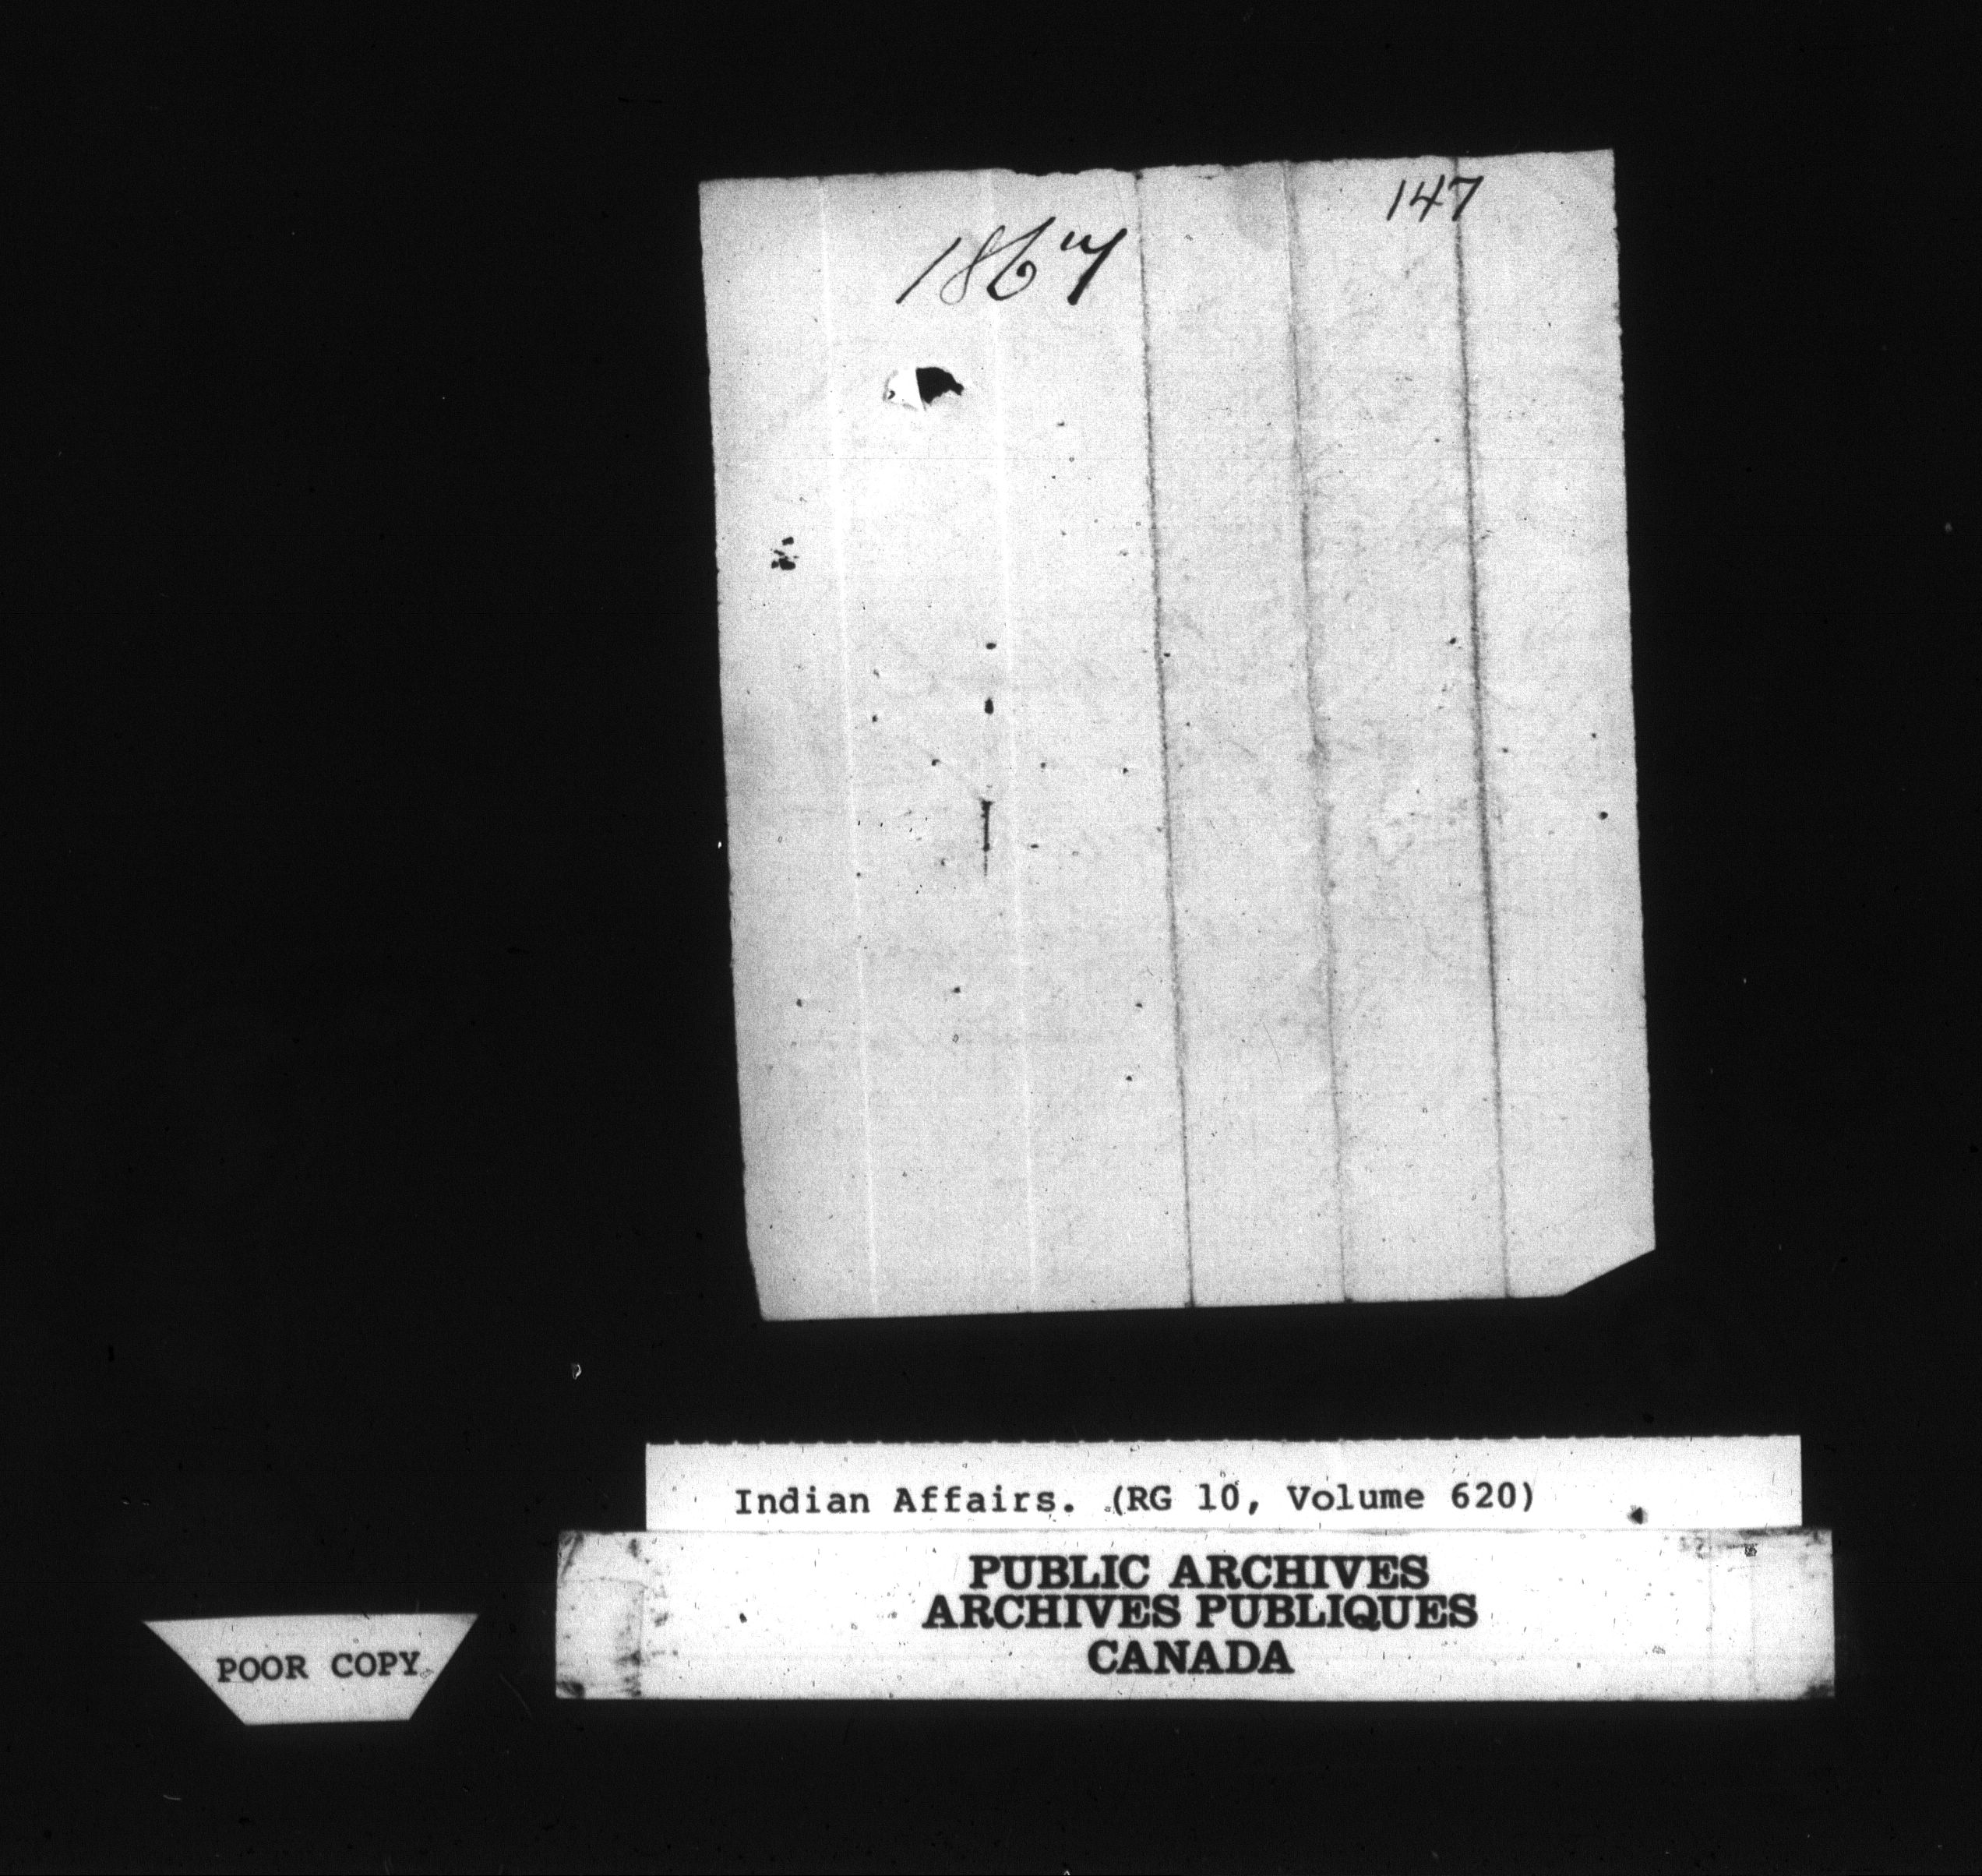 147
1867
Indian Affairs. (RG 10, Volume 620)
PUBLIC ARCHIVES
ARCHIVES PUBLIQUES
CANADA
POOR COPY